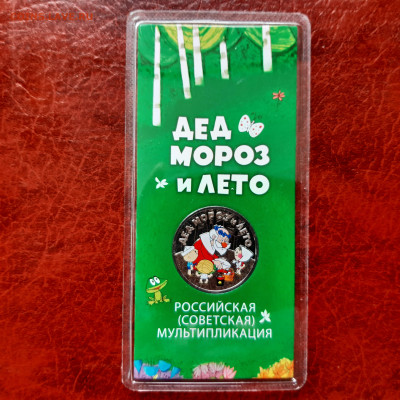 ДЕД
МОРОЗ
и ЛЕТО
ДЕД МОРОЗ и ЛЕТО
РОССИЙСКАЯ
(СОВЕТСКАЯ)
МУЛЬТИПЛИКАЦИЯ